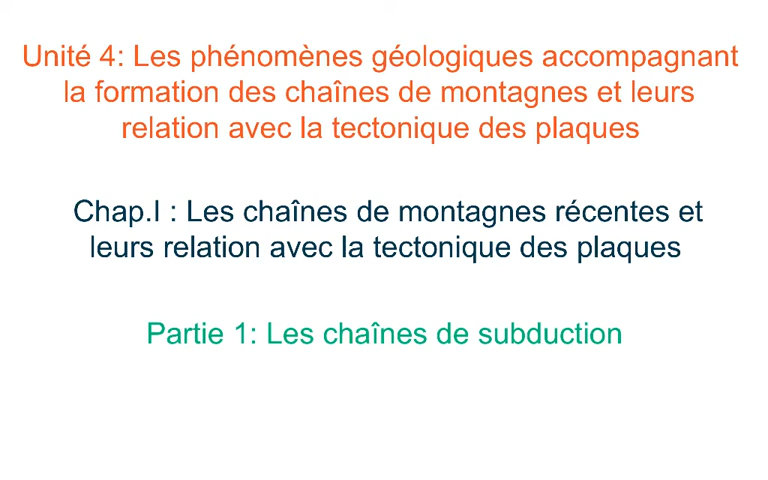 Unité 4: Les phénomènes géologiques accompagnant
la formation des chaînes de montagnes et leurs
relation avec la tectonique des plaques
Chap.I : Les chaînes de montagnes récentes et
leurs relation avec la tectonique des plaques
Partie 1: Les chaînes de subduction